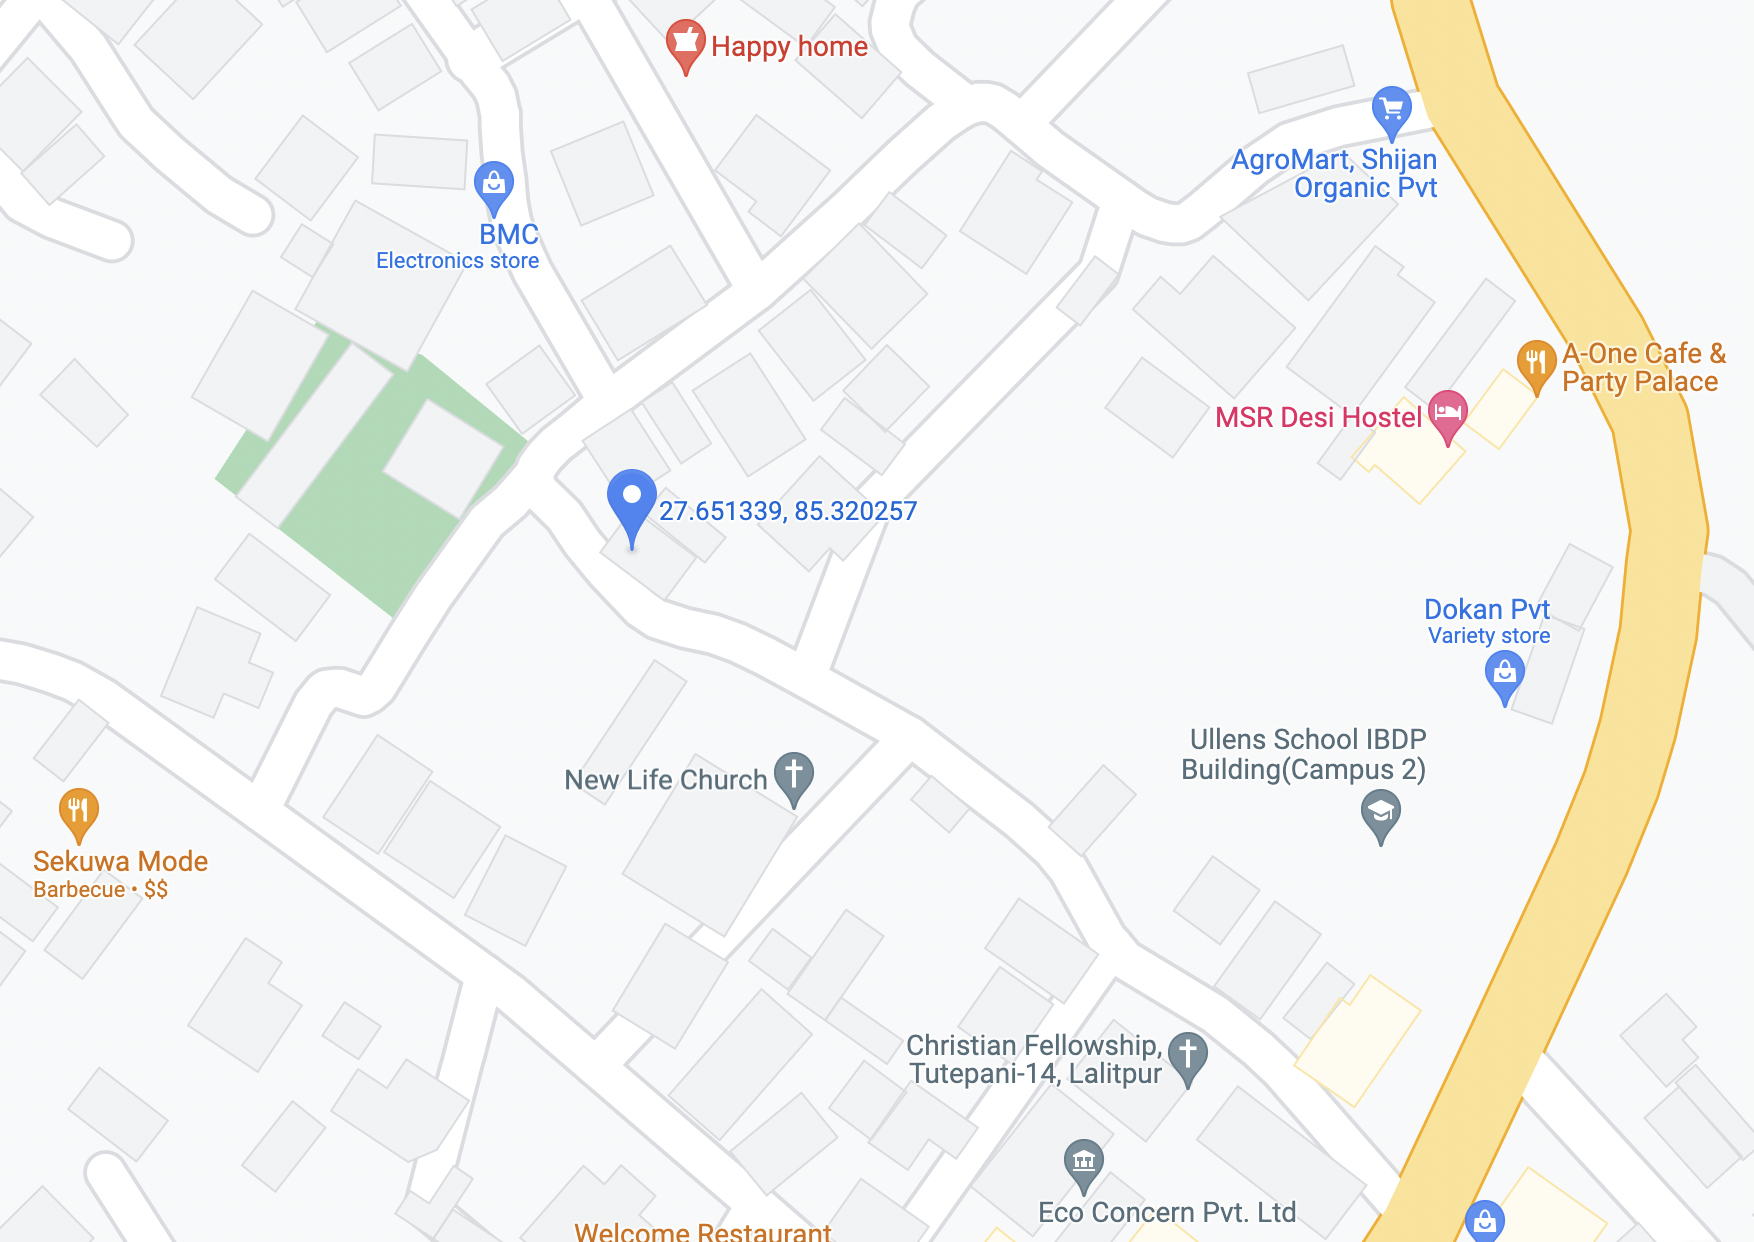 Happy home
AgroMart, Shijan
Organic Pvt
BMC
Electronics store
A-One Cafe &
Party Palace
MSR Desi Hostel
27.651339, 85.320257
Dokan Pvt
Variety store
Ullens School IBDP
Building(Campus 2)
New Life Church
Sekuwa Mode
Barbecue • $$
Christian Fellowship,
Tutepani-14, Lalitpur
Eco Concern Pvt. Ltd
Welcome Restaurant